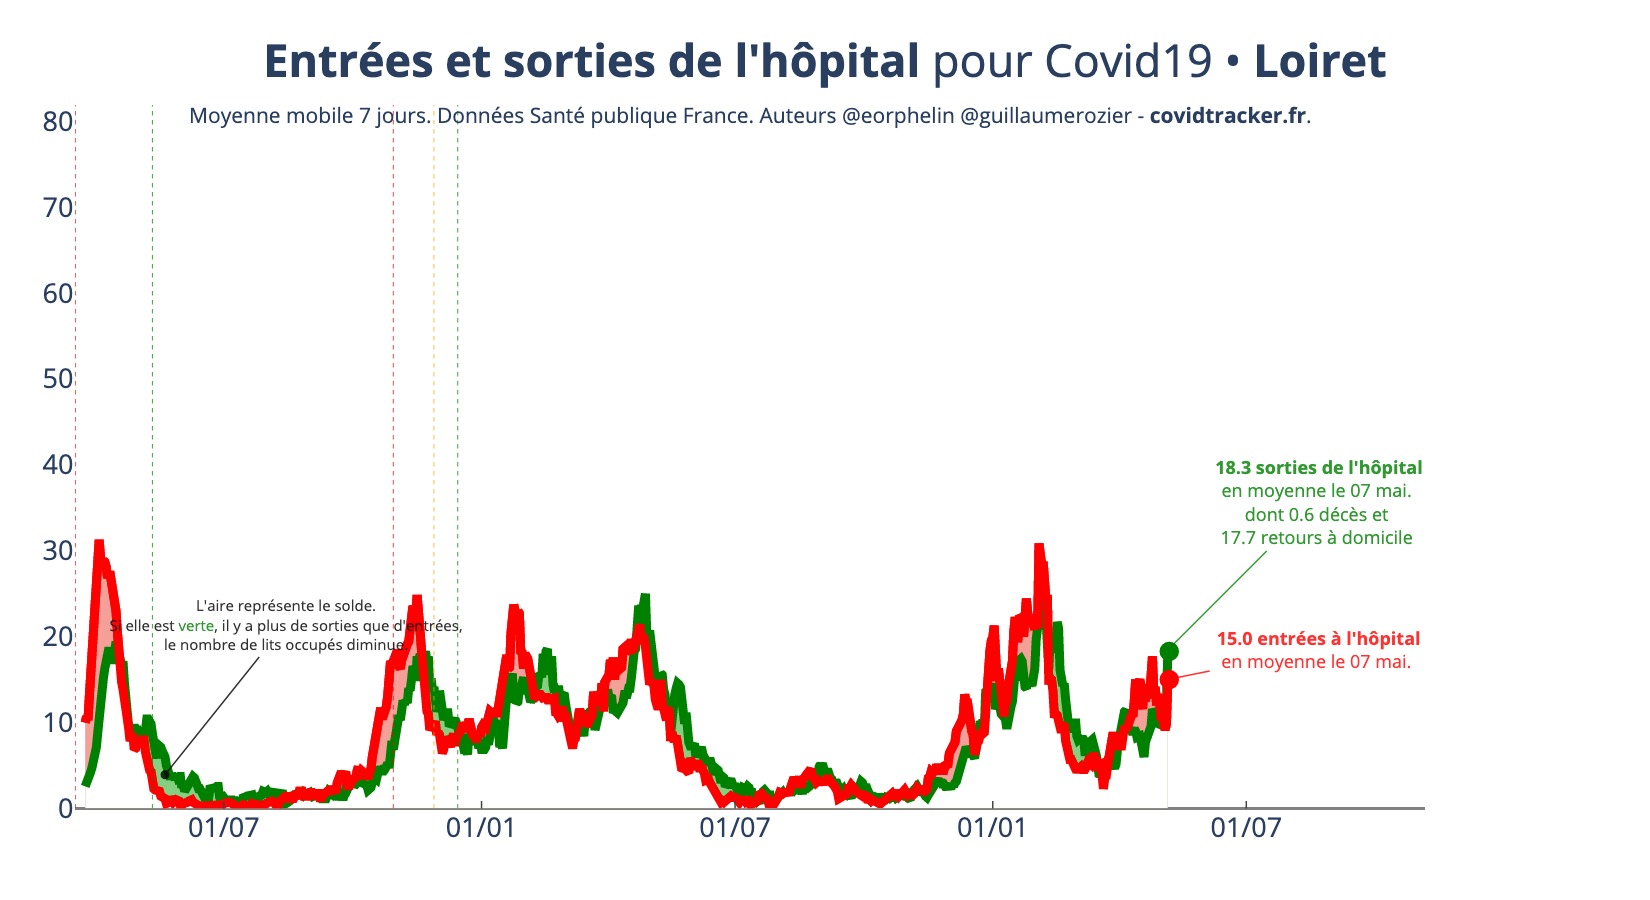 Entrées et sorties de l'hôpital pour Covid19 • Loiret
Moyenne mobile 7 jours. Données Santé publique France. Auteurs @eorphelin @guillaumerozier - covidtracker.fr.
80
70
60
50
40
30
20
10
0
L'aire représente le solde.
Si elle est verte, il y a plus de sorties que d'entrées,
le nombre de lits occupés diminue.
18.3 sorties de l'hôpital
en moyenne le 07 mai.
dont 0.6 décès et
17.7 retours à domicile
15.0 entrées à l'hôpital
en moyenne le 07 mai.
01/07
01/01
01/07
01/01
01/07